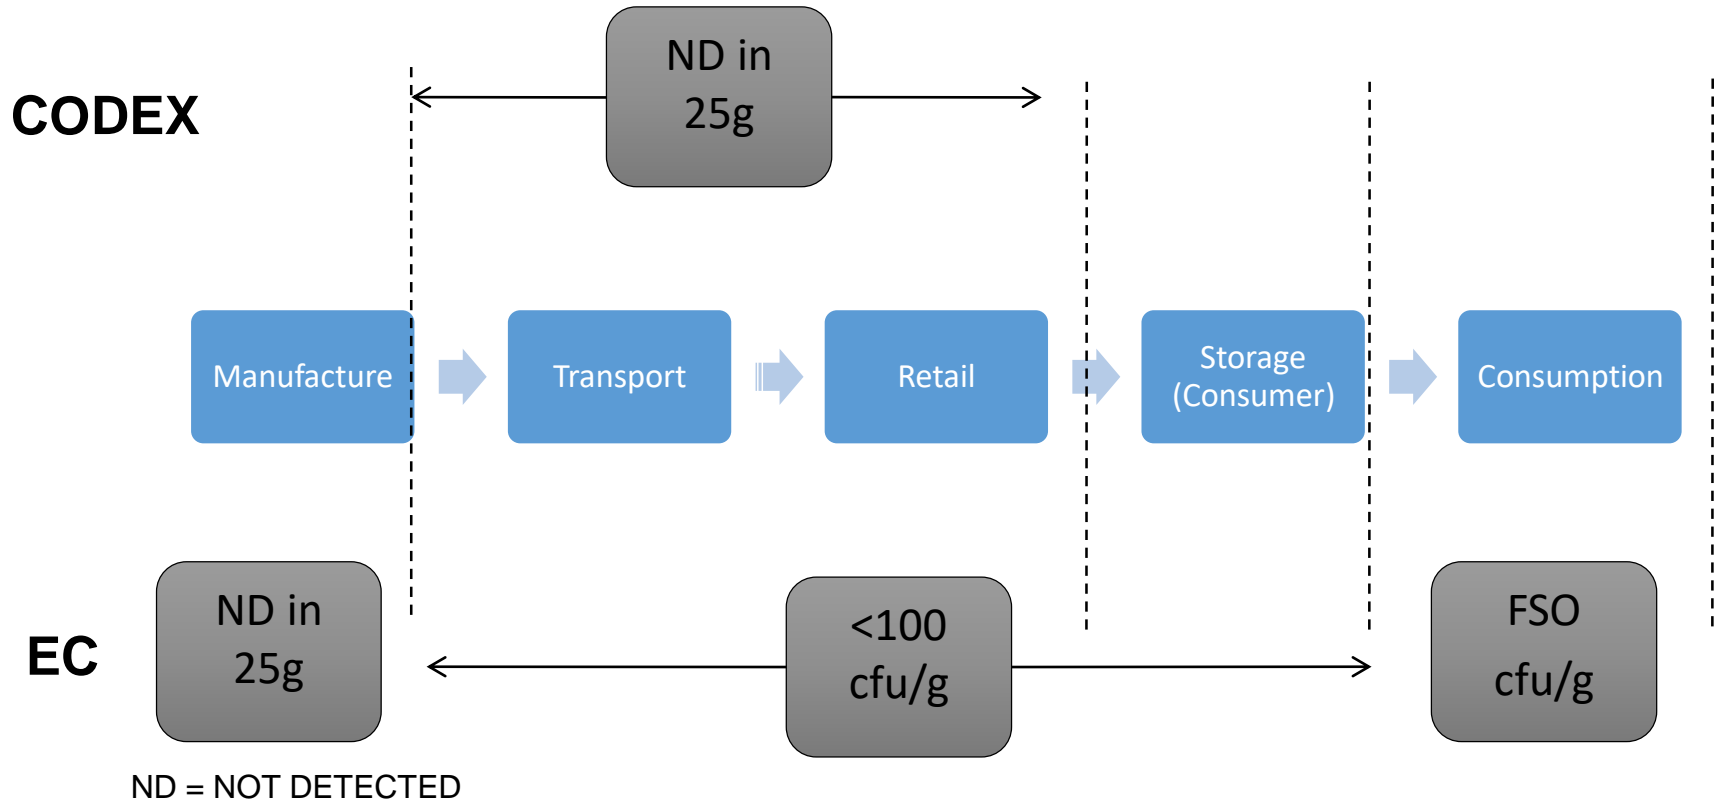 ND in
25g
CODEX
Manufacture
Transport
Retail
Storage
(Consumer)
Consumption
EC
ND in
25g
<100
cfu/g
FSO
cfu/g
ND = NOT DETECTED